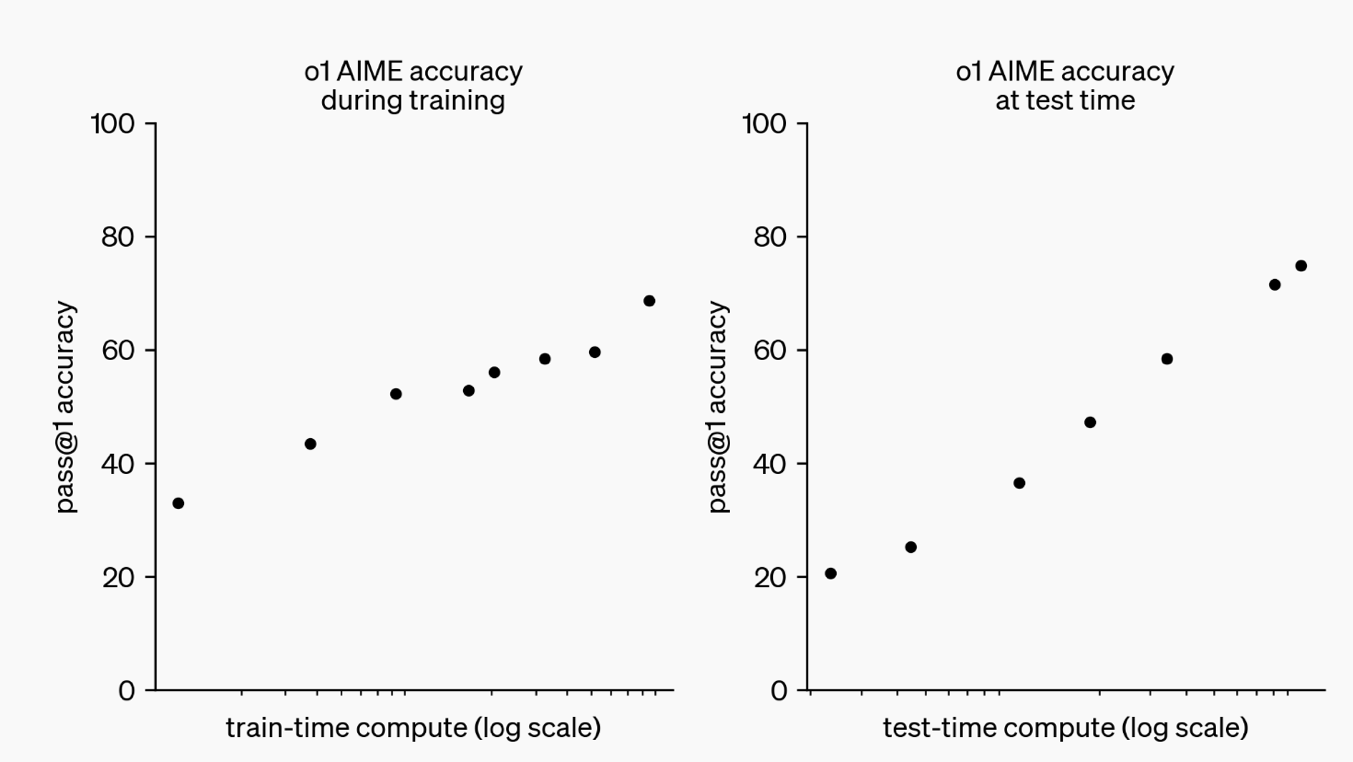 o1 AIME accuracy
during training
100
80
60
40
20
0
pass@1 accuracy
train-time compute (log scale)
o1 AIME accuracy
at test time
100
80
60
40
20
0
pass@1 accuracy
test-time compute (log scale)